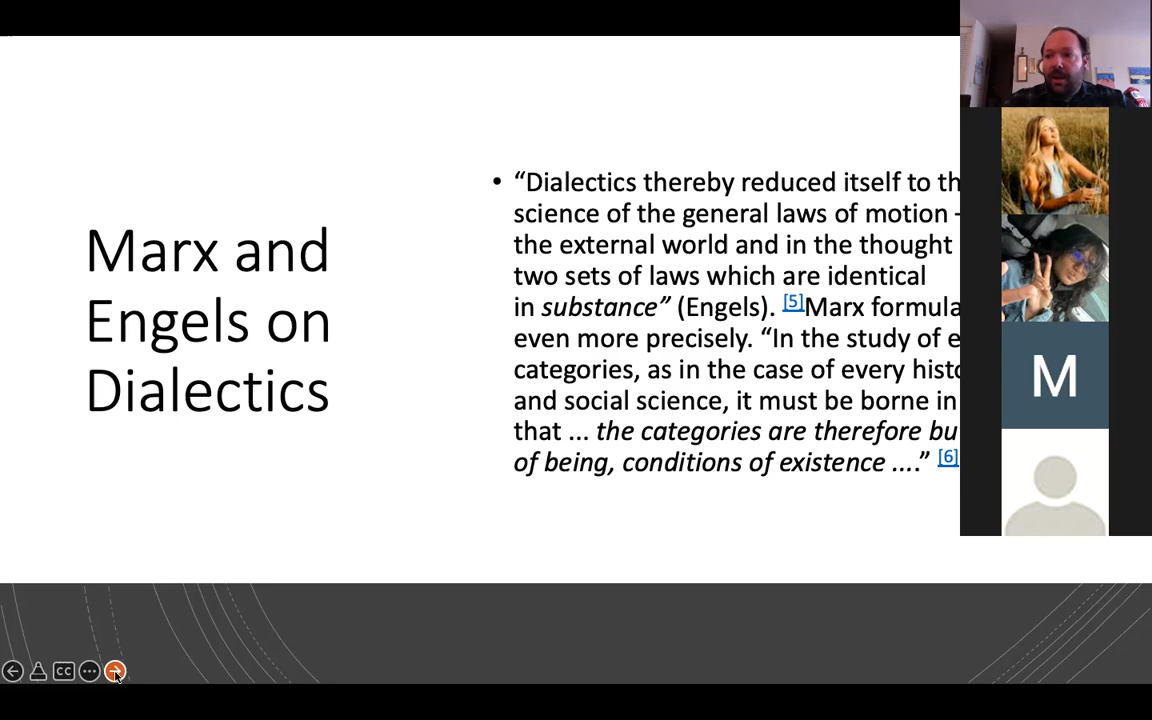 Marx and
Engels on
Dialectics
• “Dialectics thereby reduced itself to th
science of the general laws of motion -
the external world and in the thought
two sets of laws which are identical
in substance” (Engels). [5]Marx formula
even more precisely. “In the study of e
categories, as in the case of every histo
and social science, it must be borne in
that ... the categories are therefore bu
of being, conditions of existence ....” [6]
M
CC